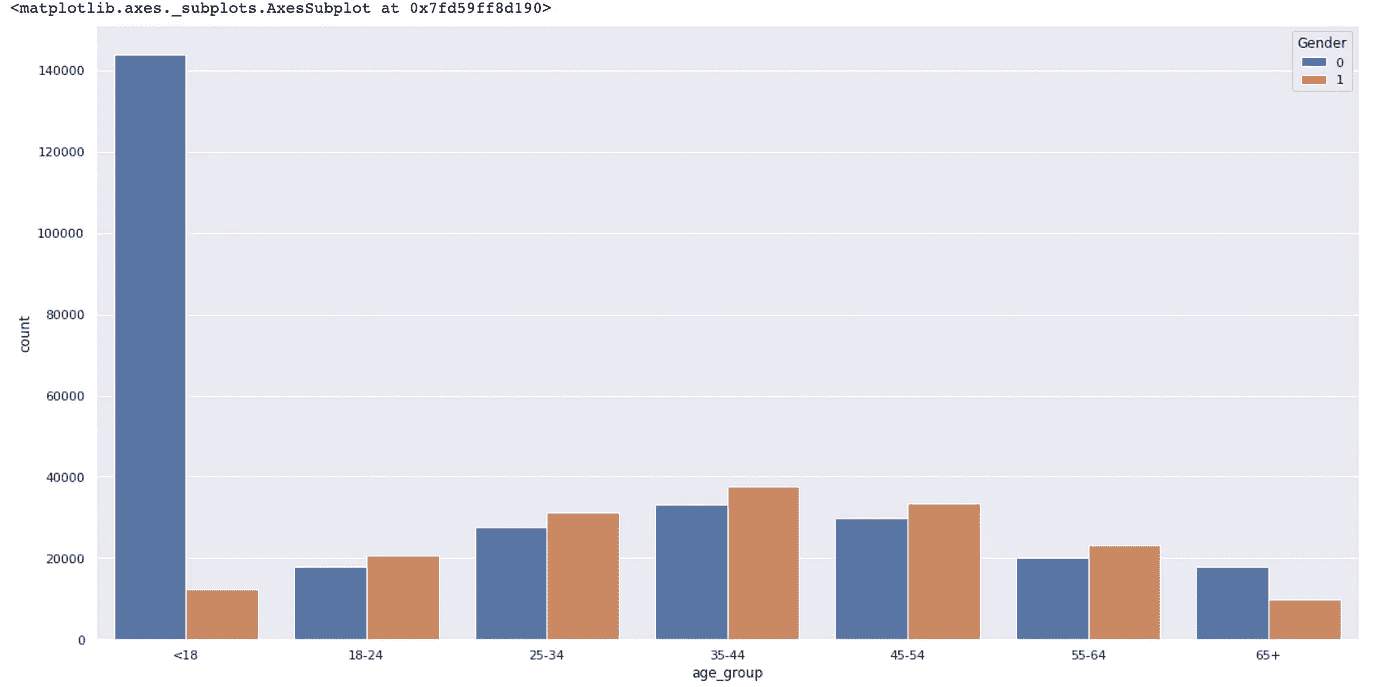 <matplotlib.axes._subplots.AxesSubplot at 0x7fd59ff8d190>
Gender
0
1
140000
120000
100000
80000
60000
40000
20000
0
count
<18 18-24 25-34 35-44 45-54 55-64 65+
age_group